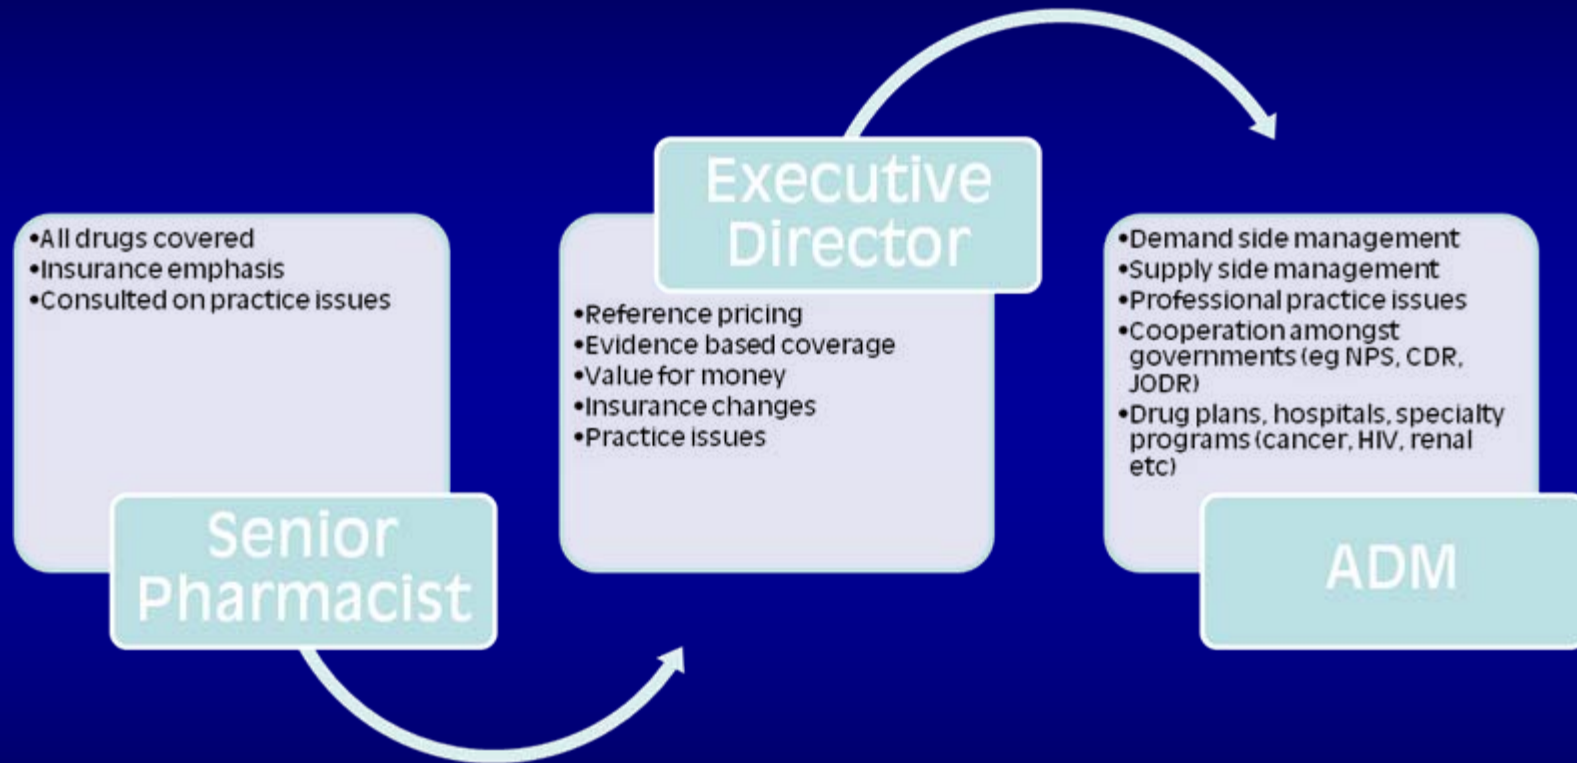 •All drugs covered
•Insurance emphasis
•Consulted on practice issues
Senior
Pharmacist
Executive
Director
•Reference pricing
•Evidence based coverage
•Value for money
•Insurance changes
•Practice issues
•Demand side management
•Supply side management
•Professional practice issues
•Cooperation amongst
governments (eg NPS, CDR,
JODR)
•Drug plans, hospitals, specialty
programs (cancer, HIV, renal
etc)
ADM